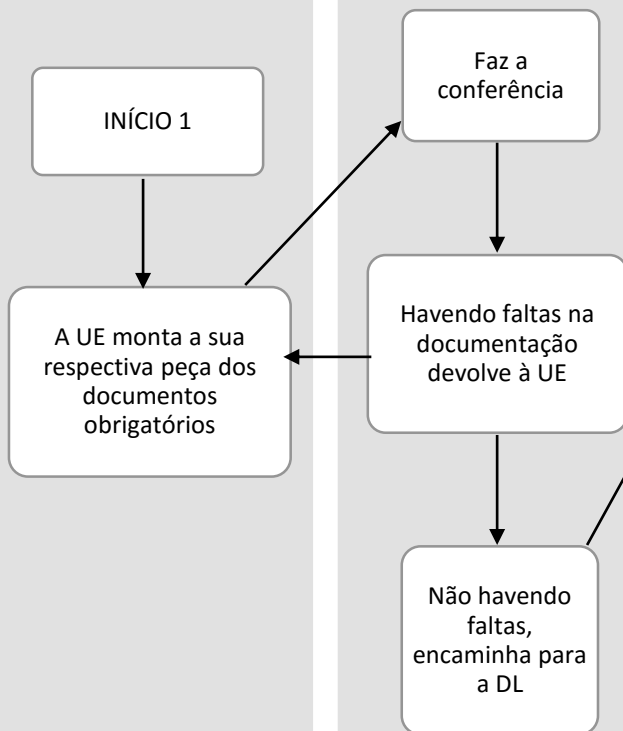 INÍCIO 1
A UE monta a sua
respectiva peça dos
documentos
obrigatórios
Faz a
conferência
Havendo faltas na
documentação
devolve à UE
Não havendo
faltas,
encaminha para
a DL